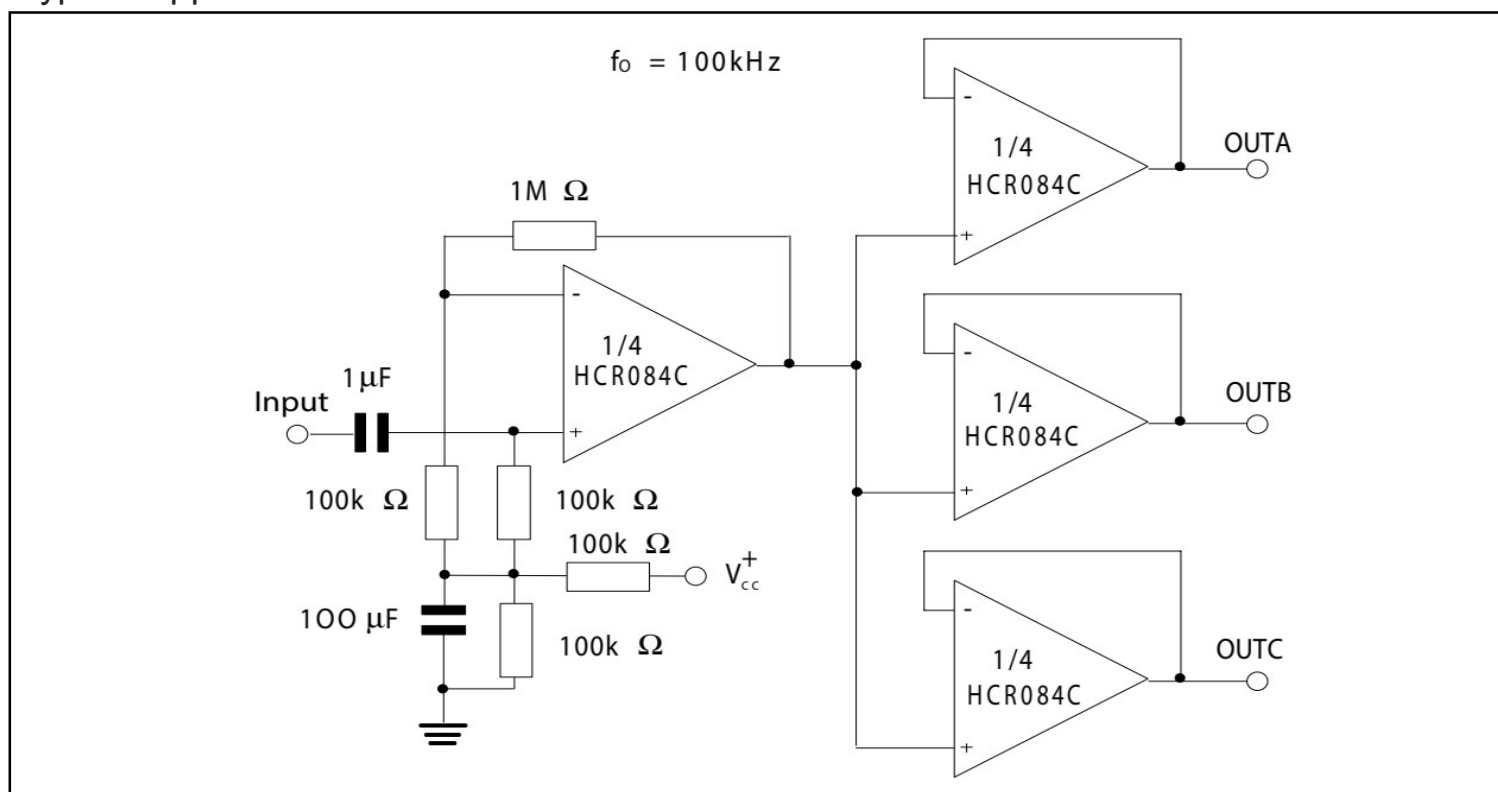 fo = 100kHz
-
1/4
HCR084C
+
OUTA
1M Ω
-
1/4
HCR084C
+
1μF
Input
-
1/4
HCR084C
+
OUTB
100k Ω
100k Ω
100k Ω
Vcc+
100 μF
100k Ω
-
1/4
HCR084C
+
OUTC